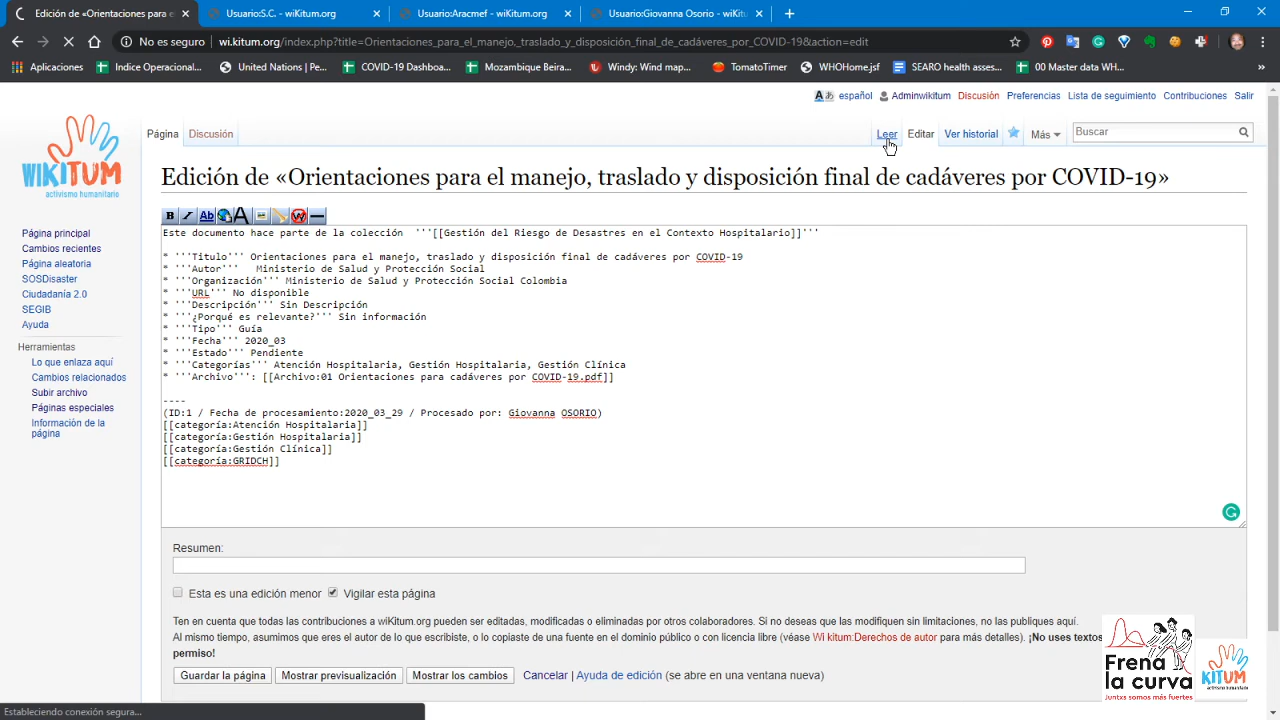 Edición de «Orientaciones para e
Usuario:S.C. - wiKitum.org
Usuario:Aracmef - wiKitum.org
Usuario:Giovanna Osorio - wiKit
No es seguro
wi.kitum.org/index.php?title=Orientaciones_para_el_manejo,_traslado_y_disposición_final_de_cadáveres_por_COVID-19&action=edit
Aplicaciones Indice Operacional... United Nations | Pe... COVID-19 Dashboa... Mozambique Beira... Windy: Wind map... TomatoTimer WHOHome.jsf SEARO health asses... 00 Master data WH... »
español Adminwikitum Discusión Preferencias Lista de seguimiento Contribuciones Salir
Página Discusión Leer Editar Ver historial Más Buscar
WIKITUM
activismo humanitario
Edición de «Orientaciones para el manejo, traslado y disposición final de cadáveres por COVID-19»
Página principal
Cambios recientes
Página aleatoria
SOSDisaster
Ciudadanía 2.0
SEGIB
Ayuda
Herramientas
Lo que enlaza aquí
Cambios relacionados
Subir archivo
Páginas especiales
Información de la
página
B I Ab A W
Este documento hace parte de la colección '''[[Gestión del Riesgo de Desastres en el Contexto Hospitalario]]'''
* '''Titulo''' Orientaciones para el manejo, traslado y disposición final de cadáveres por COVID-19
* '''Autor''' Ministerio de Salud y Protección Social
* '''Organización''' Ministerio de Salud y Protección Social Colombia
* '''URL''' No disponible
* '''Descripción''' Sin Descripción
* '''¿Porqué es relevante?''' Sin información
* '''Tipo''' Guía
* '''Fecha''' 2020_03
* '''Estado''' Pendiente
* '''Categorías''' Atención Hospitalaria, Gestión Hospitalaria, Gestión Clínica
* '''Archivo''': [[Archivo:01 Orientaciones para cadáveres por COVID-19.pdf]]
----
(ID:1 / Fecha de procesamiento:2020_03_29 / Procesado por: Giovanna OSORIO)
[[categoría:Atención Hospitalaria]]
[[categoría:Gestión Hospitalaria]]
[[categoría:Gestión Clínica]]
[[categoría:GRIDCH]]
Resumen:
Esta es una edición menor Vigilar esta página
Ten en cuenta que todas las contribuciones a wiKitum.org pueden ser editadas, modificadas o eliminadas por otros colaboradores. Si no deseas que las modifiquen sin limitaciones, no las publiques aquí.
Al mismo tiempo, asumimos que eres el autor de lo que escribiste, o lo copiaste de una fuente en el dominio público o con licencia libre (véase Wi kitum:Derechos de autor para más detalles). ¡No uses textos
permiso!
Guardar la página Mostrar previsualización Mostrar los cambios Cancelar | Ayuda de edición (se abre en una ventana nueva)
Frena
la curva
Juntxs somos más fuertes
KITUM
activismo humanitario
Estableciendo conexión segura...